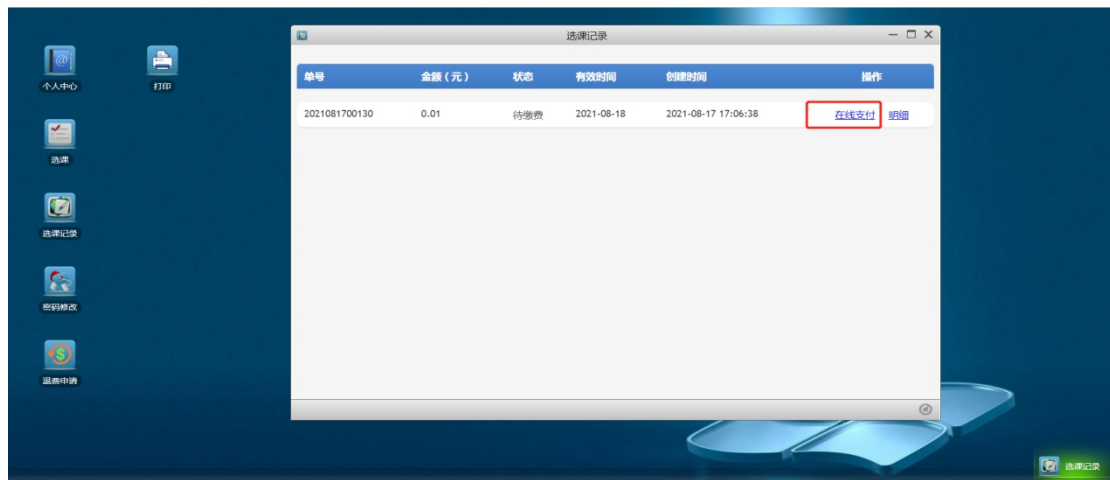 选课记录
个人中心
打印
单号 金额（元） 状态 有效时间 创建时间 操作
2021081700130 0.01 待缴费 2021-08-18 2021-08-17 17:06:38 在线支付 明细
选课
选课记录
密码修改
退费申请
选课记录